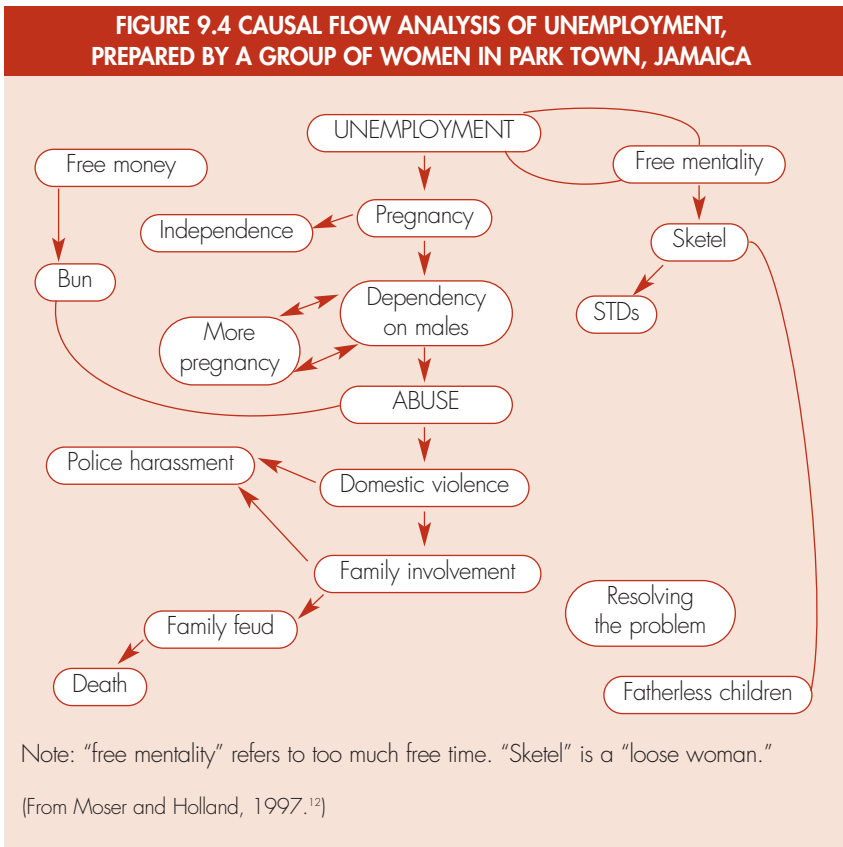 FIGURE 9.4 CAUSAL FLOW ANALYSIS OF UNEMPLOYMENT,
PREPARED BY A GROUP OF WOMEN IN PARK TOWN, JAMAICA
UNEMPLOYMENT
Free money
Free mentality
Pregnancy
Independence
Sketel
Bun
Dependency
on males
STDs
More
pregnancy
ABUSE
Police harassment
Domestic violence
Family involvement
Resolving
the problem
Family feud
Death
Fatherless children
Note: “free mentality” refers to too much free time. “Sketel” is a “loose woman.”
(From Moser and Holland, 1997.¹²)